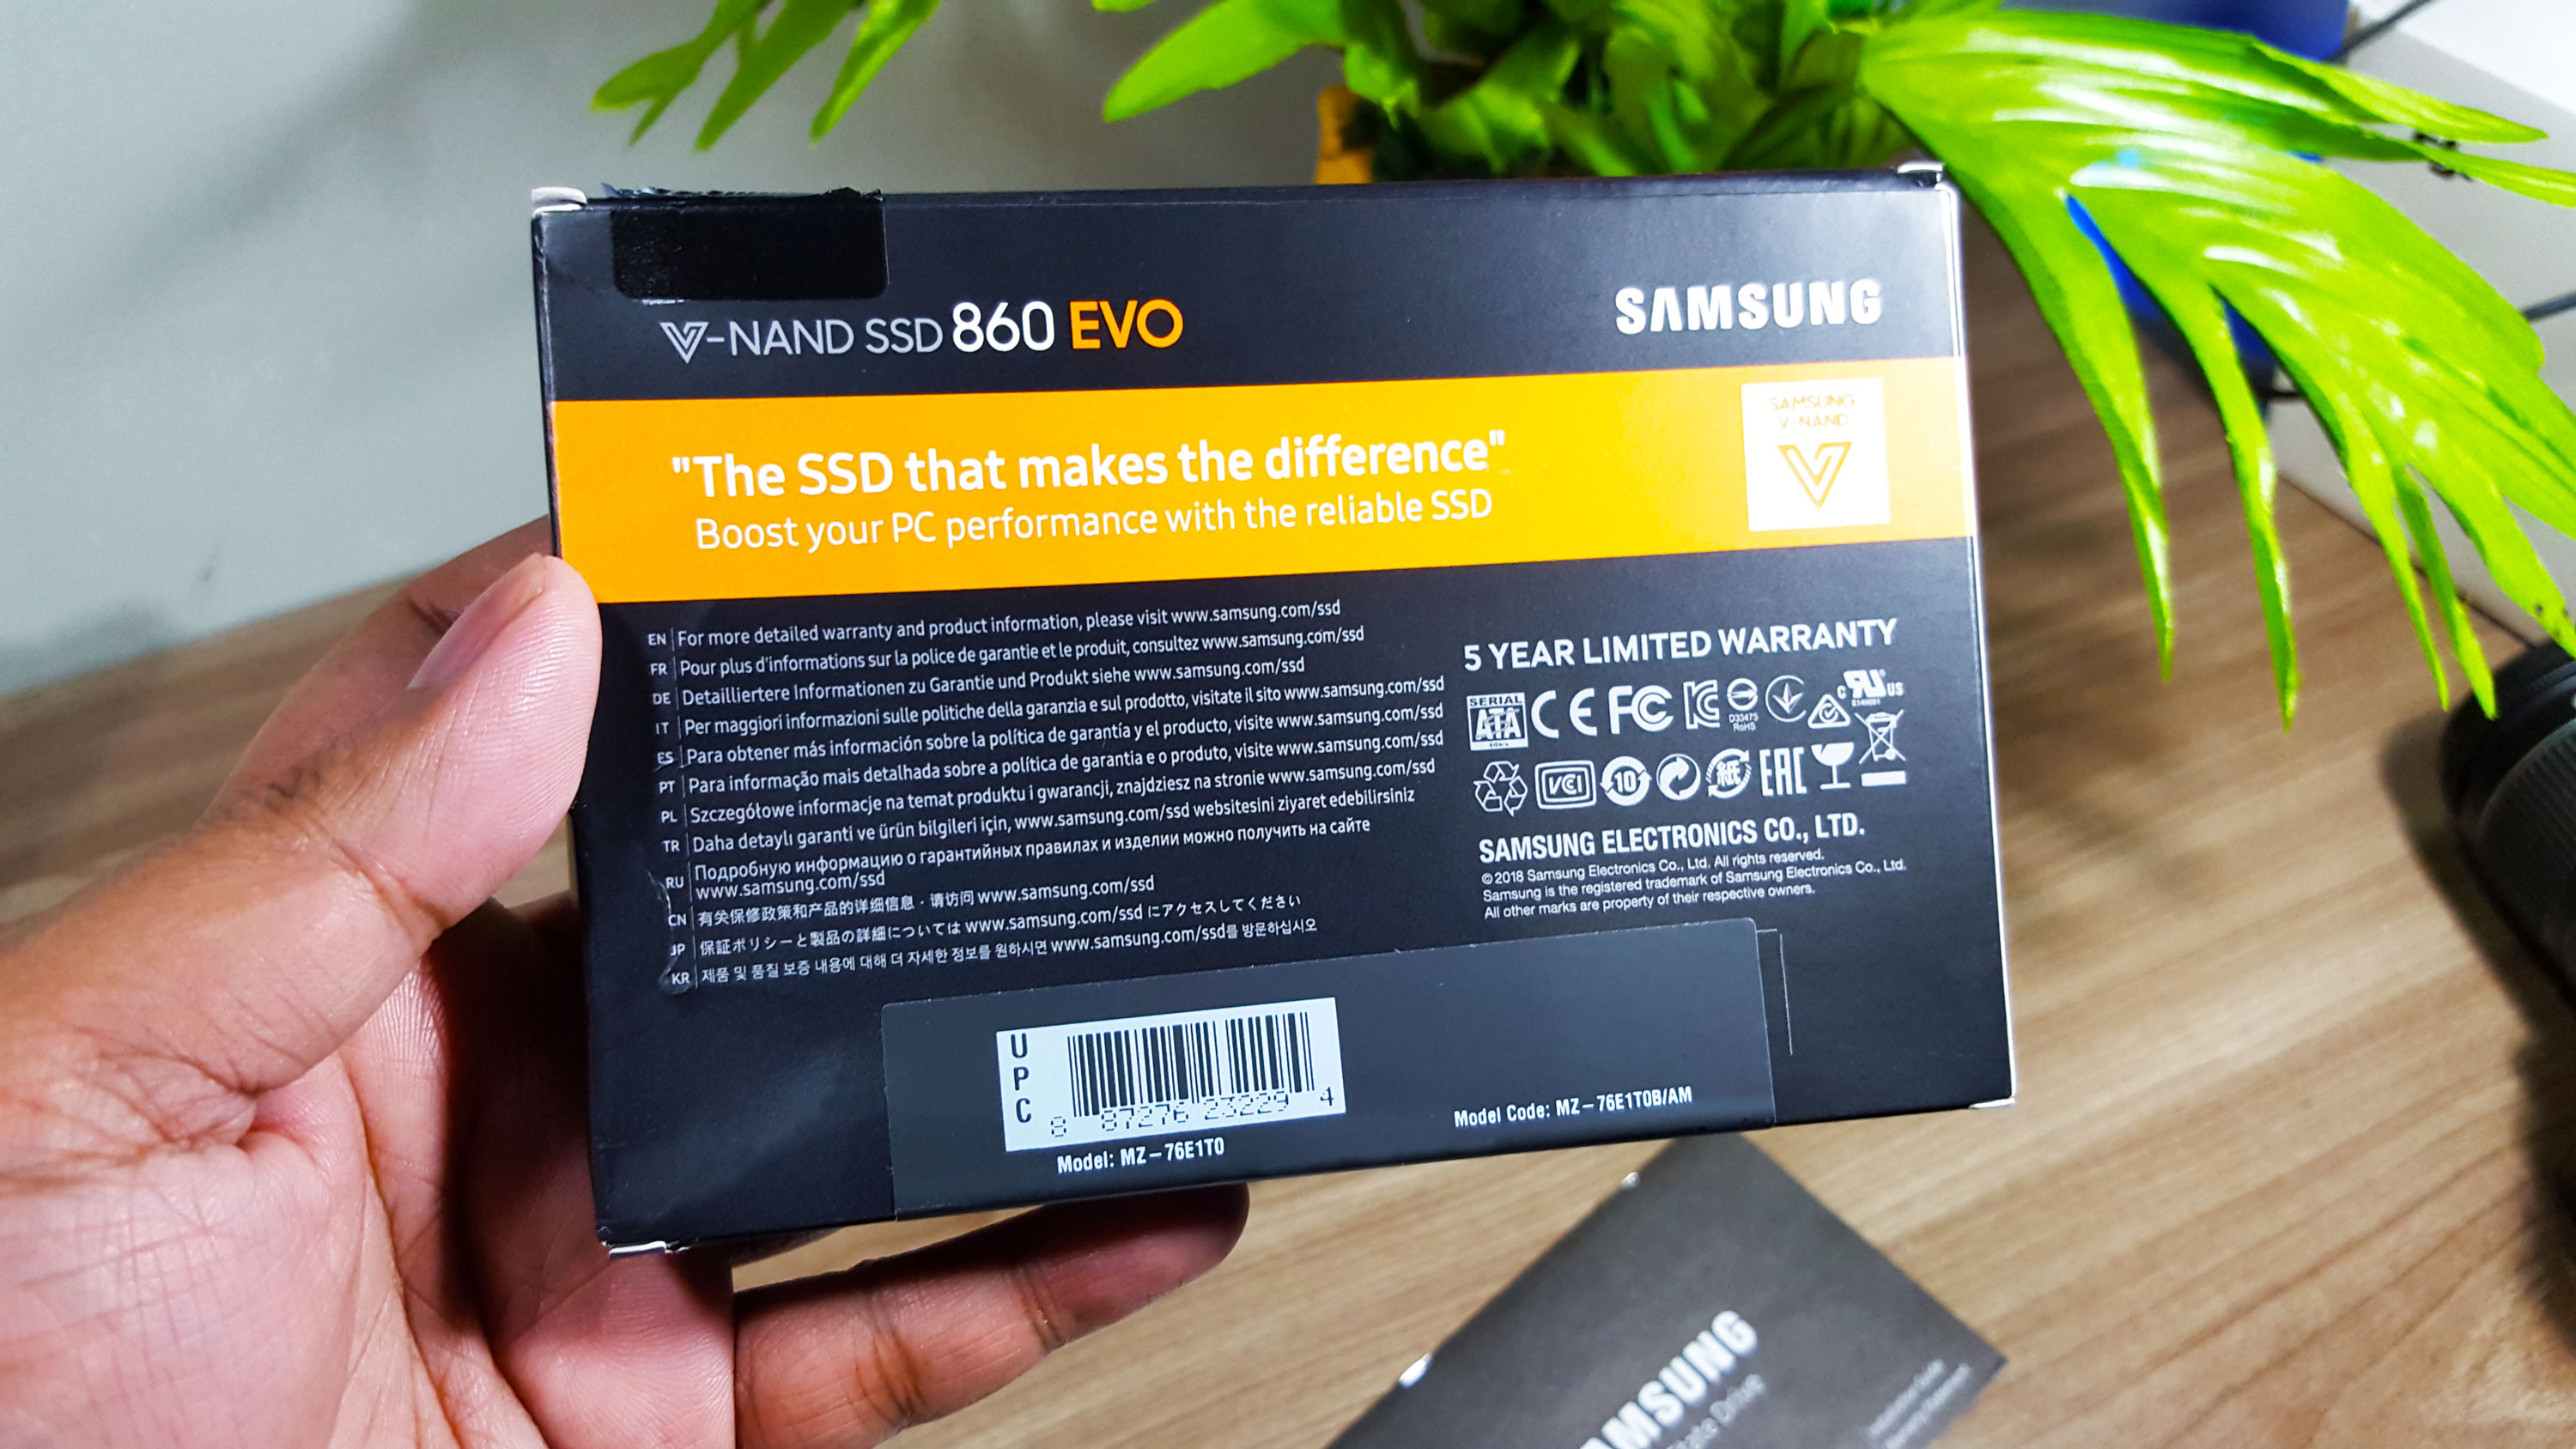 V-NAND SSD 860 EVO
SAMSUNG
"The SSD that makes the difference"
Boost your PC performance with the reliable SSD
SAMSUNG
V-NAND
EN For more detailed warranty and product information, please visit www.samsung.com/ssd
FR Pour plus d'informations sur la police de garantie et le produit, consultez www.samsung.com/ssd
DE Detailliertere Informationen zu Garantie und Produkt siehe www.samsung.com/ssd
IT Per maggiori informazioni sulle politiche della garanzia e sul prodotto, visitate il sito www.samsung.com/ssd
ES Para obtener más información sobre la política de garantía y el producto, visite www.samsung.com/ssd
PT Para informação mais detalhada sobre a política de garantia e o produto, visite www.samsung.com/ssd
PL Szczegółowe informacje na temat produktu i gwarancji, znajdziesz na stronie www.samsung.com/ssd
TR Daha detaylı garanti ve ürün bilgileri için, www.samsung.com/ssd websitesini ziyaret edebilirsiniz
RU Подробную информацию о гарантийных правилах и изделии можно получить на сайте
www.samsung.com/ssd
CN 有关保修政策和产品的详细信息，请访问 www.samsung.com/ssd
JP 保証ポリシーと製品の詳細については www.samsung.com/ssd にアクセスしてください
KR 제품 및 품질 보증 내용에 대해 더 자세한 정보를 원하시면 www.samsung.com/ssd를 방문하십시오
5 YEAR LIMITED WARRANTY
SERIAL
ATA
CE FC
D33475
RoHS
C US
VCI
10
紙
EAC
SAMSUNG ELECTRONICS CO., LTD.
©2018 Samsung Electronics Co., Ltd. All rights reserved.
Samsung is the registered trademark of Samsung Electronics Co., Ltd.
All other marks are property of their respective owners.
UPC
8 87276 23229 4
Model: MZ-76E1T0
Model Code: MZ-76E1T0B/AM
SAMSUNG
State Drive